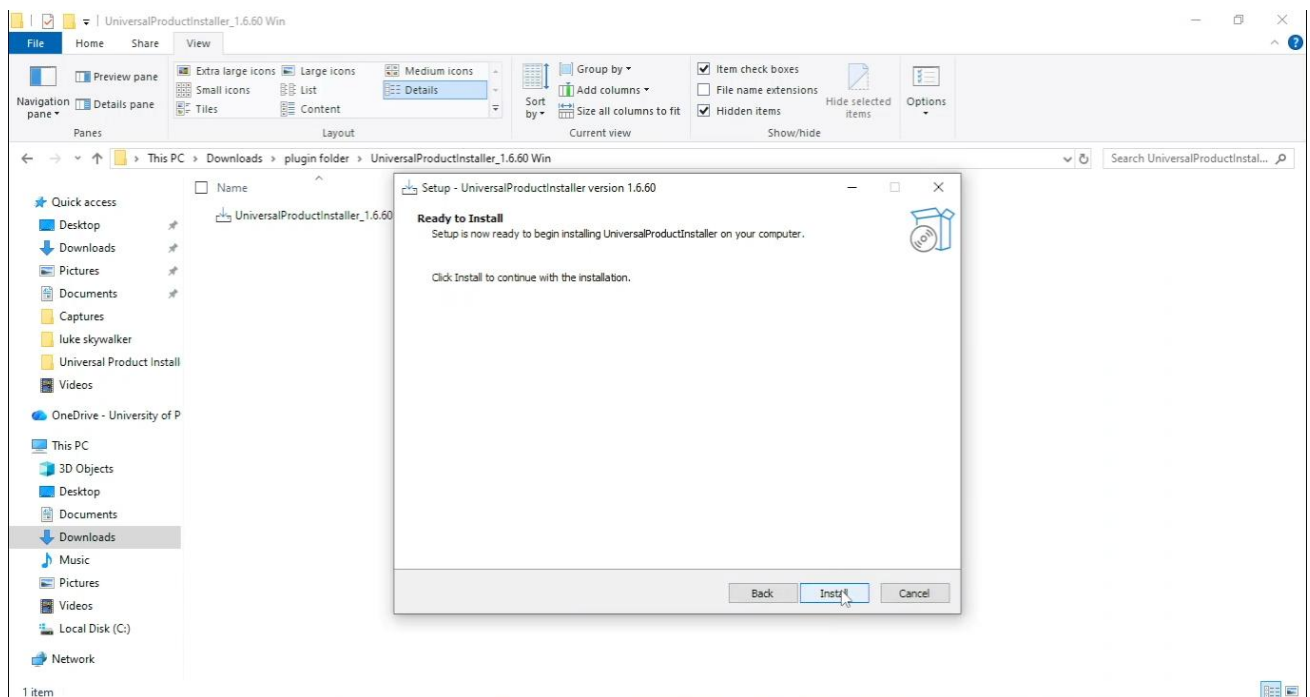 UniversalProductInstaller_1.6.60 Win
File Home Share View
Navigation pane
Preview pane
Details pane
Panes
Extra large icons Large icons Medium icons
Small icons List Details
Tiles Content
Layout
Sort by
Group by
Add columns
Size all columns to fit
Current view
Item check boxes
File name extensions
Hidden items
Hide selected items
Show/hide
Options
This PC > Downloads > plugin folder > UniversalProductInstaller_1.6.60 Win
Search UniversalProductInstal...
Quick access
Desktop
Downloads
Pictures
Documents
Captures
luke skywalker
Universal Product Install
Videos
OneDrive - University of P
This PC
3D Objects
Desktop
Documents
Downloads
Music
Pictures
Videos
Local Disk (C:)
Network
1 item
Name
UniversalProductInstaller_1.6.60
Setup - UniversalProductInstaller version 1.6.60
Ready to Install
Setup is now ready to begin installing UniversalProductInstaller on your computer.
Click Install to continue with the installation.
Back Install Cancel